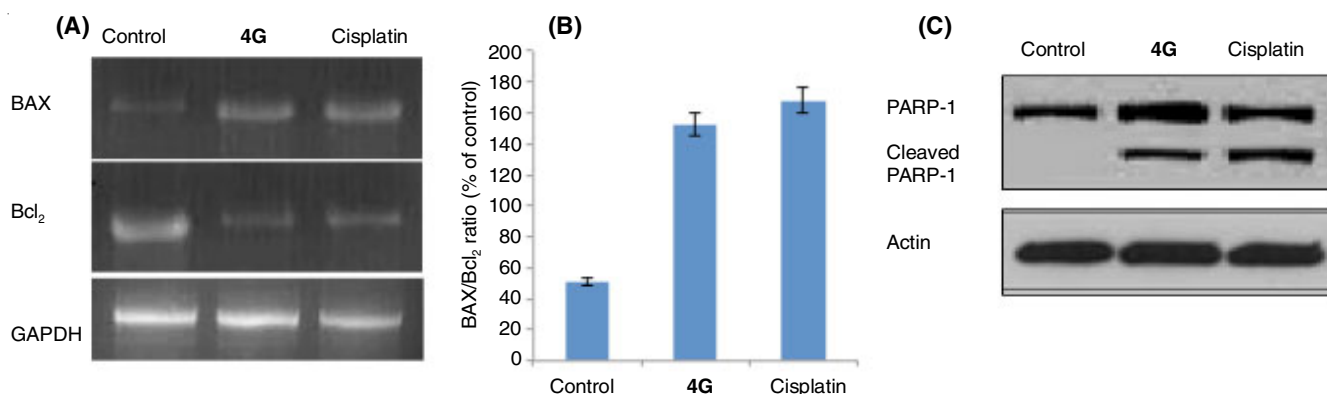 (A)
Control 4G Cisplatin
BAX
Bcl₂
GAPDH
(B)
BAX/Bcl₂ ratio (% of control)
200
180
160
140
120
100
80
60
40
20
0
Control 4G Cisplatin
(C)
Control 4G Cisplatin
PARP-1
Cleaved
PARP-1
Actin